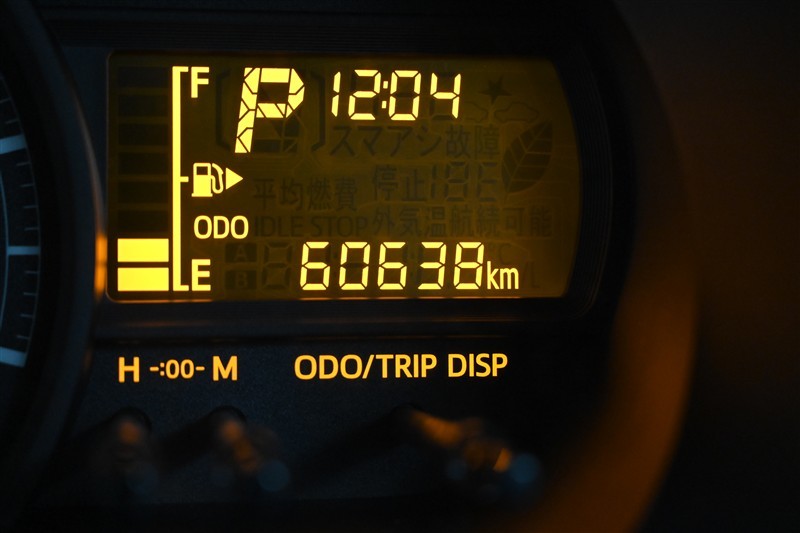 F
P 12:04
スマアシ故障
平均燃費 停止
ODO
IDLE STOP 外気温航続可能
A
B
E
60638km
H -:00- M ODO/TRIP DISP